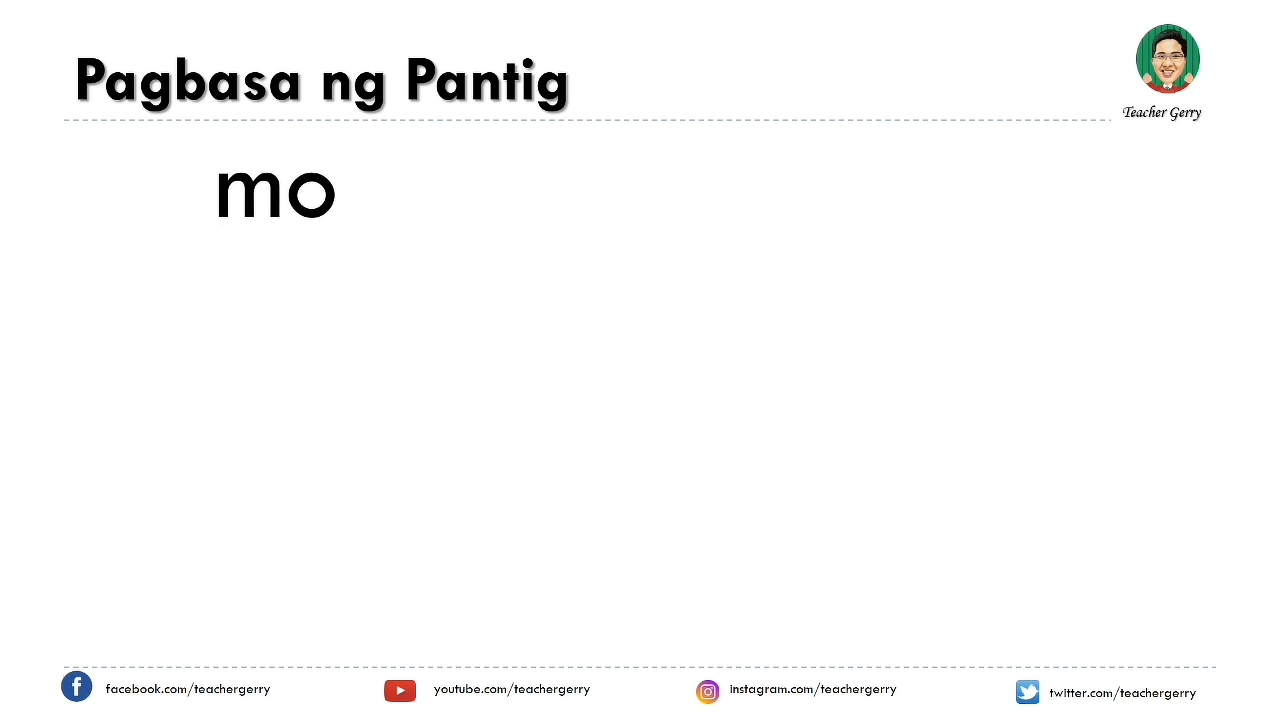 Pagbasa ng Pantig
Teacher Gerry
mo
facebook.com/teachergerry
youtube.com/teachergerry
instagram.com/teachergerry
twitter.com/teachergerry